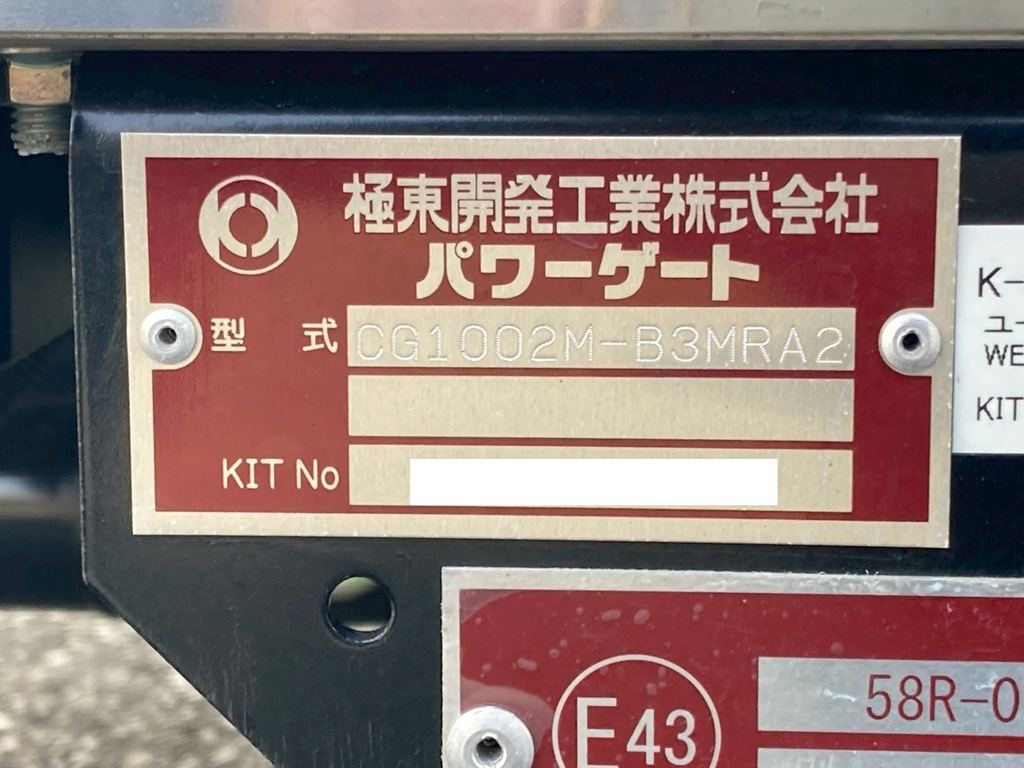 極東開発工業株式会社
パワーゲート
型 式 CG1002M-B3MRA2
KIT No
K-
ユー
WE
KIT
E43
58R-0